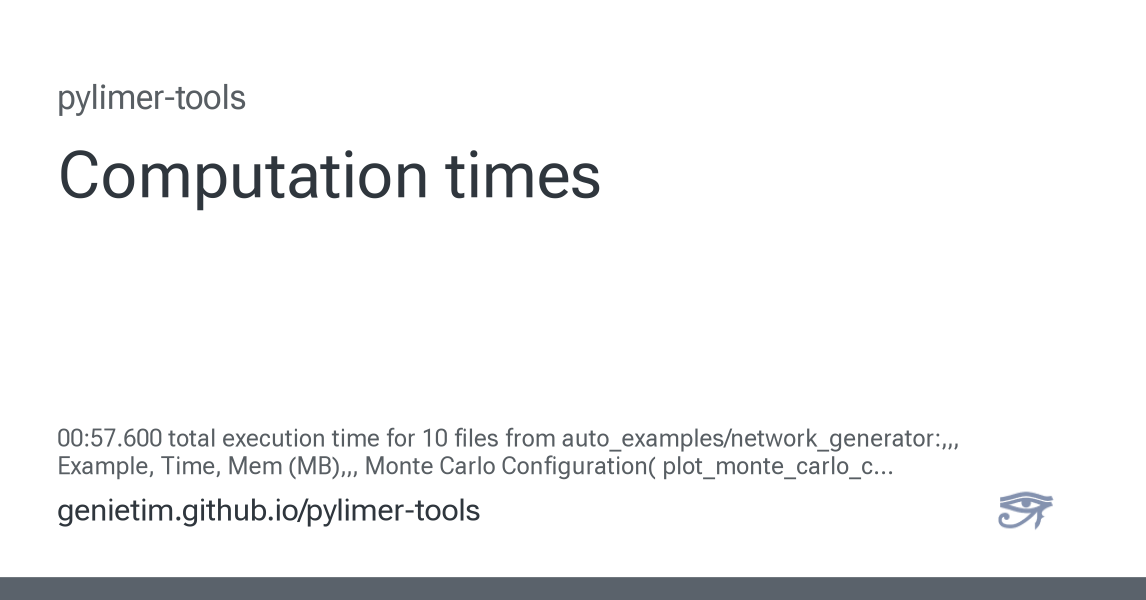 pylimer-tools
Computation times
00:57.600 total execution time for 10 files from auto_examples/network_generator:,,,
Example, Time, Mem (MB),,, Monte Carlo Configuration( plot_monte_carlo_c...
genietim.github.io/pylimer-tools